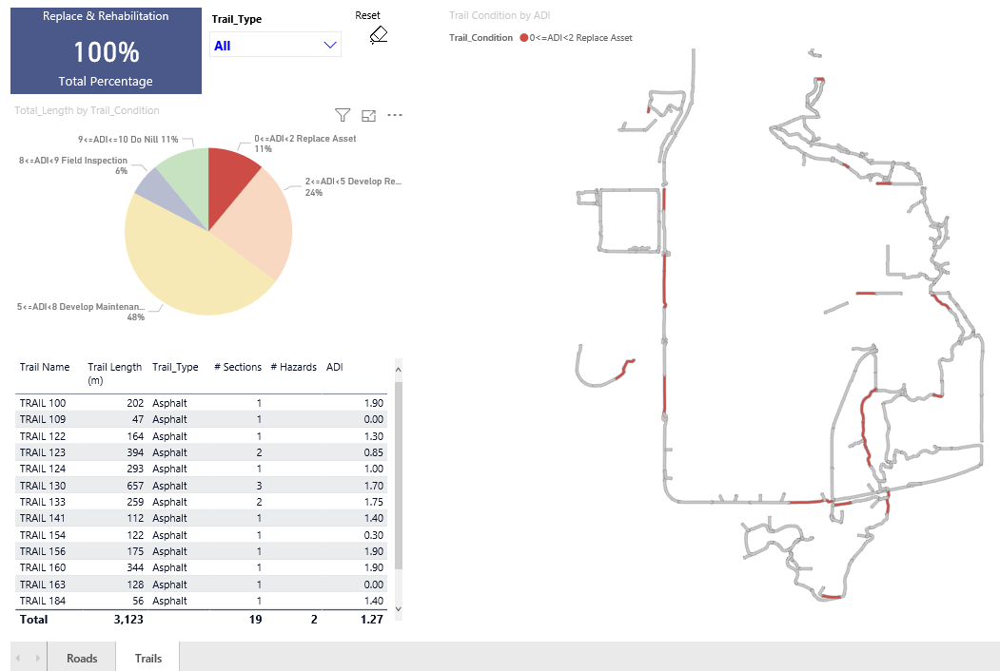 Replace & Rehabilitation
100%
Total Percentage
Trail_Type
All
Reset
Trail Condition by ADI
Trail_Condition 0<=ADI<2 Replace Asset
Total_Length by Trail_Condition
9<=ADI<=10 Do Nill 11%
0<=ADI<2 Replace Asset
11%
8<=ADI<9 Field Inspection
6%
2<=ADI<5 Develop Re...
24%
5<=ADI<8 Develop Maintenan...
48%
Trail Name Trail Length (m) Trail_Type # Sections # Hazards ADI
TRAIL 100 202 Asphalt 1 1.90
TRAIL 109 47 Asphalt 1 0.00
TRAIL 122 164 Asphalt 1 1.30
TRAIL 123 394 Asphalt 2 0.85
TRAIL 124 293 Asphalt 1 1.00
TRAIL 130 657 Asphalt 3 1.70
TRAIL 133 259 Asphalt 2 1.75
TRAIL 141 112 Asphalt 1 1.40
TRAIL 154 122 Asphalt 1 0.30
TRAIL 156 175 Asphalt 1 1.90
TRAIL 160 344 Asphalt 1 1.90
TRAIL 163 128 Asphalt 1 0.00
TRAIL 184 56 Asphalt 1 1.40
Total 3,123 19 2 1.27
Roads Trails